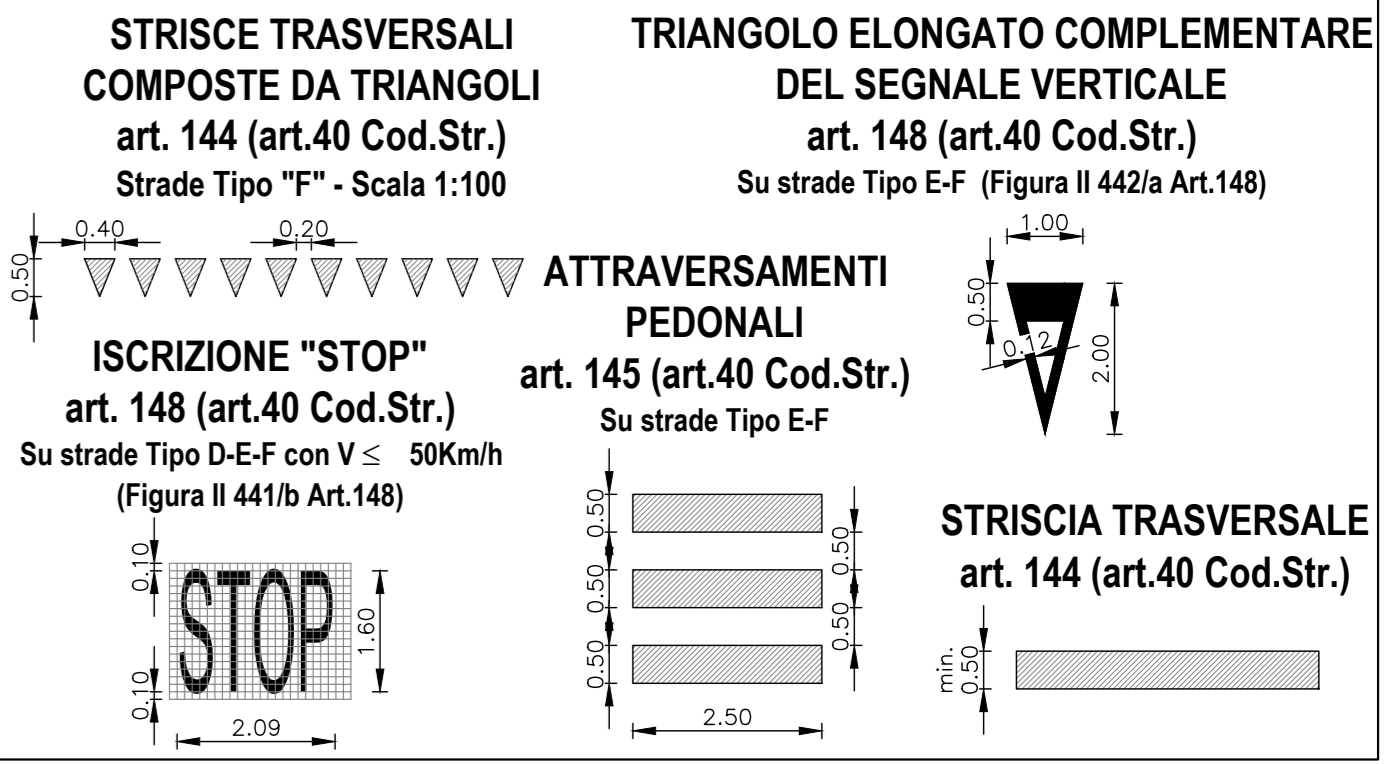 STRISCE TRASVERSALI
COMPOSTE DA TRIANGOLI
art. 144 (art.40 Cod.Str.)
Strade Tipo "F" - Scala 1:100
0.40
0.20
0.50
TRIANGOLO ELONGATO COMPLEMENTARE
DEL SEGNALE VERTICALE
art. 148 (art.40 Cod.Str.)
Su strade Tipo E-F (Figura II 442/a Art.148)
1.00
0.50
0.12
2.00
ISCRIZIONE "STOP"
art. 148 (art.40 Cod.Str.)
Su strade Tipo D-E-F con V ≤ 50Km/h
(Figura II 441/b Art.148)
0.10
STOP
1.60
0.10
2.09
ATTRAVERSAMENTI
PEDONALI
art. 145 (art.40 Cod.Str.)
Su strade Tipo E-F
0.50
0.50
0.50
0.50
0.50
2.50
STRISCIA TRASVERSALE
art. 144 (art.40 Cod.Str.)
min.
0.50